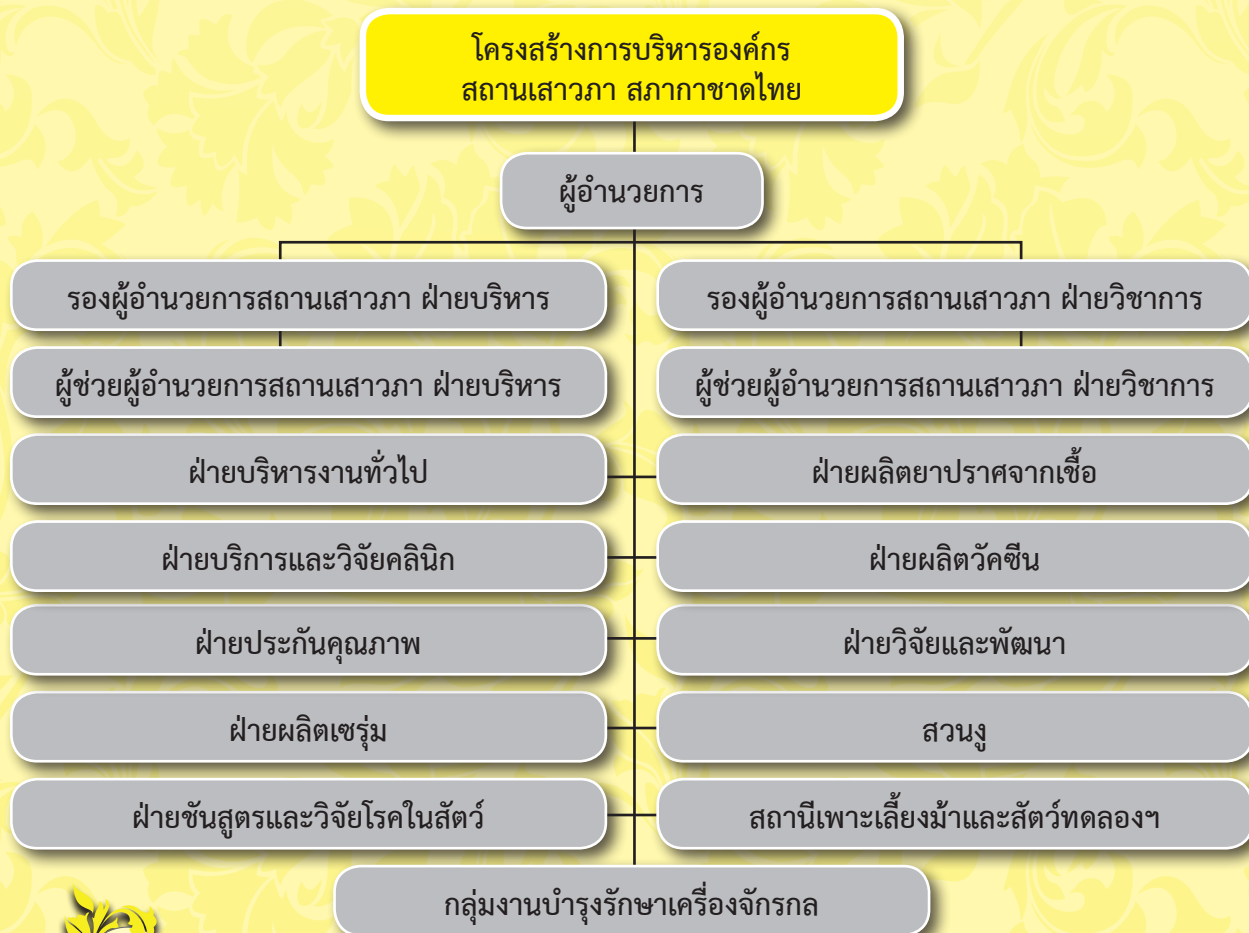 โครงสร้างการบริหารองค์กร
สถานเสาวภา สภากาชาดไทย
ผู้อำนวยการ
รองผู้อำนวยการสถานเสาวภา ฝ่ายบริหาร
รองผู้อำนวยการสถานเสาวภา ฝ่ายวิชาการ
ผู้ช่วยผู้อำนวยการสถานเสาวภา ฝ่ายบริหาร
ผู้ช่วยผู้อำนวยการสถานเสาวภา ฝ่ายวิชาการ
ฝ่ายบริหารงานทั่วไป
ฝ่ายผลิตยาปราศจากเชื้อ
ฝ่ายบริการและวิจัยคลินิก
ฝ่ายผลิตวัคซีน
ฝ่ายประกันคุณภาพ
ฝ่ายวิจัยและพัฒนา
ฝ่ายผลิตเซรุ่ม
สวนงู
ฝ่ายชันสูตรและวิจัยโรคในสัตว์
สถานีเพาะเลี้ยงม้าและสัตว์ทดลองฯ
กลุ่มงานบำรุงรักษาเครื่องจักรกล